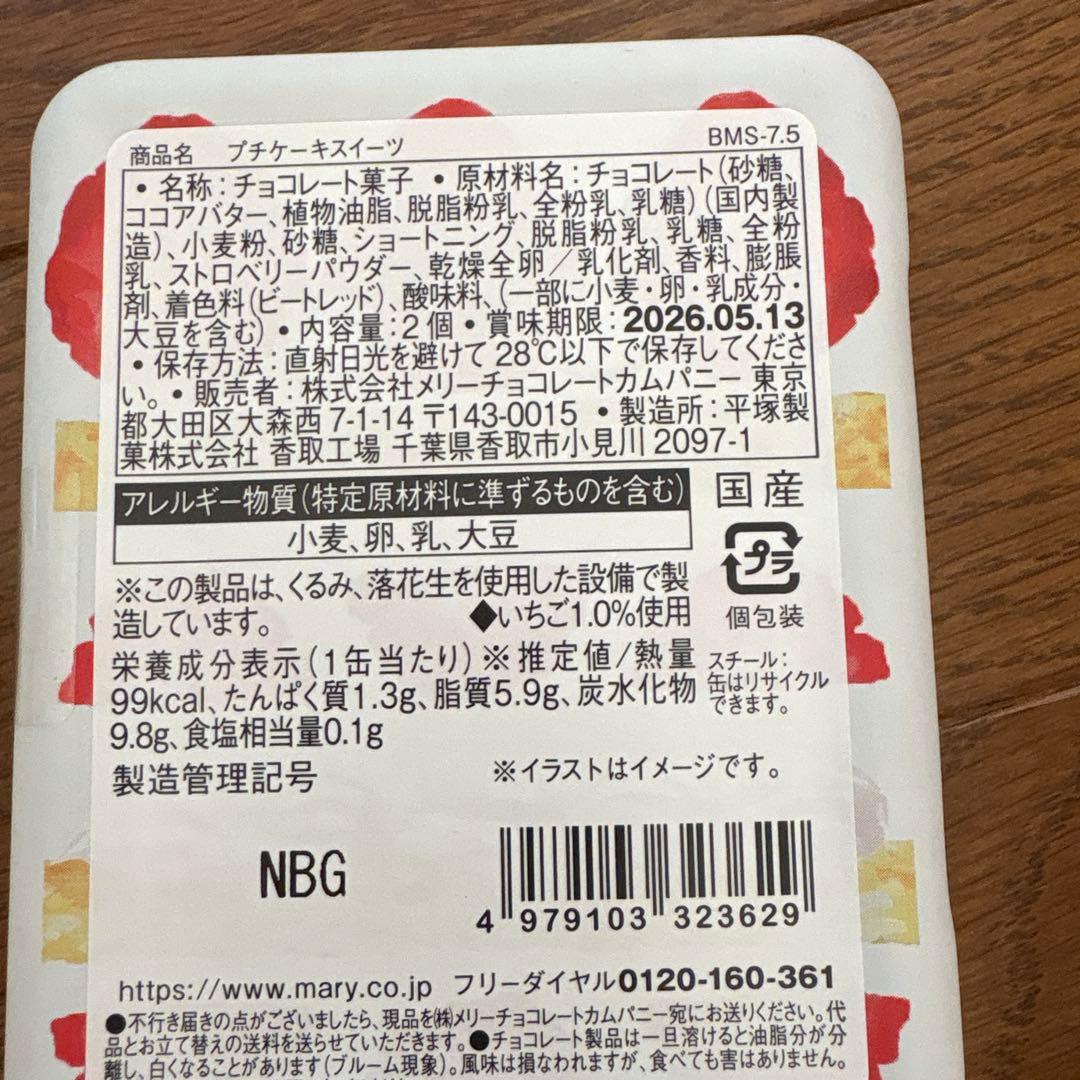 商品名 プチケーキスイーツ BMS-7.5
・名称:チョコレート菓子 ・原材料名:チョコレート(砂糖、
ココアバター、植物油脂、脱脂粉乳、全粉乳、乳糖)(国内製
造)、小麦粉、砂糖、ショートニング、脱脂粉乳、乳糖、全粉
乳、ストロベリーパウダー、乾燥全卵/乳化剤、香料、膨脹
剤、着色料(ビートレッド)、酸味料、(一部に小麦・卵・乳成分・
大豆を含む)・内容量:2個・賞味期限:2026.05.13
・保存方法:直射日光を避けて28℃以下で保存してくださ
い。・販売者:株式会社メリーチョコレートカムパニー 東京
都大田区大森西7-1-14 〒143-0015 ・製造所:平塚製
菓株式会社 香取工場 千葉県香取市小見川2097-1
アレルギー物質(特定原材料に準ずるものを含む)
小麦、卵、乳、大豆
国産
プラ
個包装
※この製品は、くるみ、落花生を使用した設備で製
造しています。 ◆いちご1.0%使用
栄養成分表示(1缶当たり)※推定値/熱量
99kcal、たんぱく質1.3g、脂質5.9g、炭水化物
9.8g、食塩相当量0.1g
スチール:
缶はリサイクル
できます。
製造管理記号 ※イラストはイメージです。
NBG
4 979103 323629
https://www.mary.co.jp フリーダイヤル0120-160-361
●不行き届きの点がございましたら、現品を㈱メリーチョコレートカムパニー宛にお送りください。代
品とお立て替えの送料を送らせていただきます。●チョコレート製品は一旦溶けると油脂分が分
離し、白くなることがあります(ブルーム現象)。風味は損なわれますが、食べても害はありません。